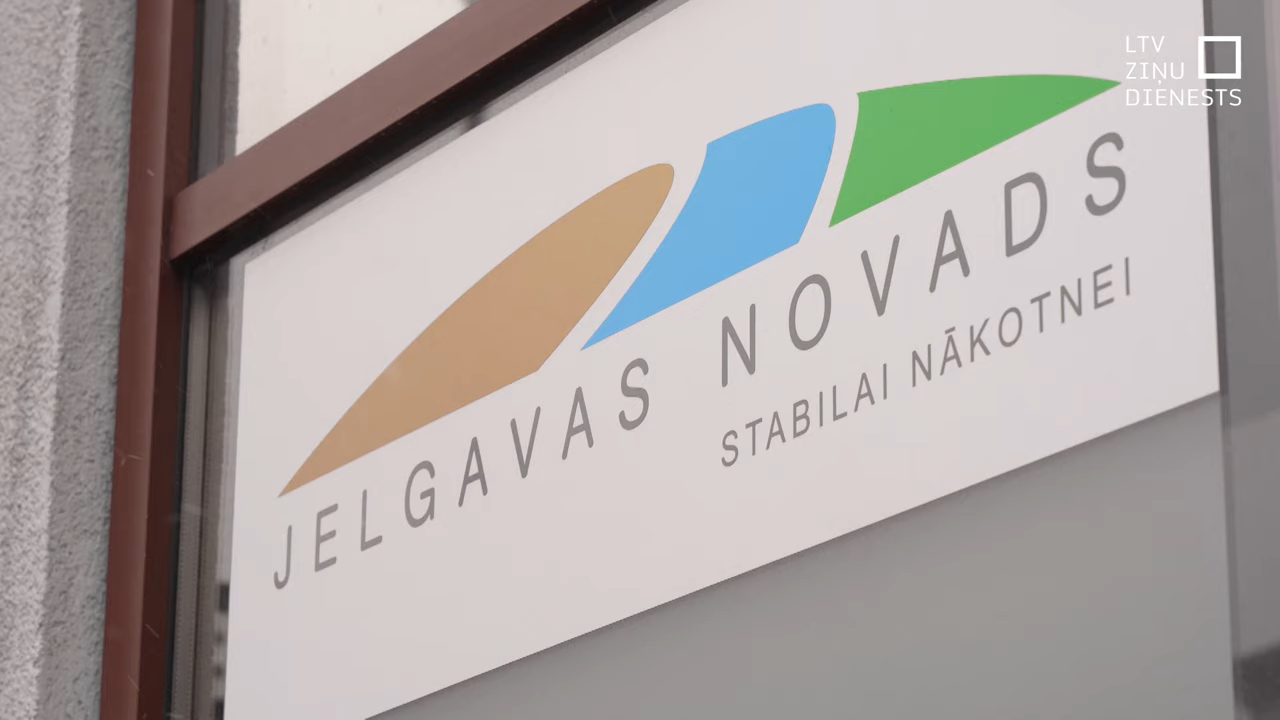 LTV
ZIŅU
DIENESTS
JELGAVAS NOVADS
STABILAI NĀKOTNEI